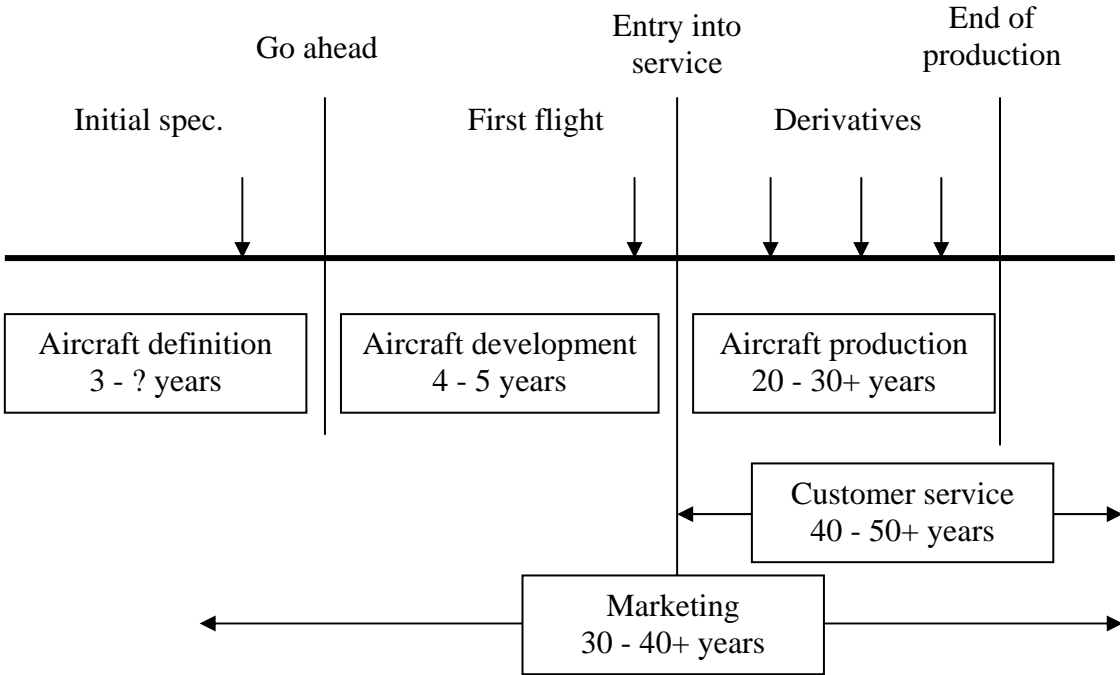 Go ahead
Entry into
service
End of
production
Initial spec.
First flight
Derivatives
Aircraft definition
3 - ? years
Aircraft development
4 - 5 years
Aircraft production
20 - 30+ years
Customer service
40 - 50+ years
Marketing
30 - 40+ years